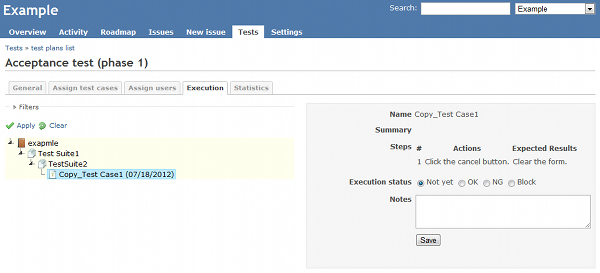 Example
Search: Example
Overview Activity Roadmap Issues New issue Tests Settings
Tests » test plans list
Acceptance test (phase 1)
General Assign test cases Assign users Execution Statistics
Filters
Apply Clear
exapmle
Test Suite1
TestSuite2
Copy_Test Case1 (07/18/2012)
Name Copy_Test Case1
Summary
Steps # Actions Expected Results
1 Click the cancel button. Clear the form.
Execution status Not yet OK NG Block
Notes
Save